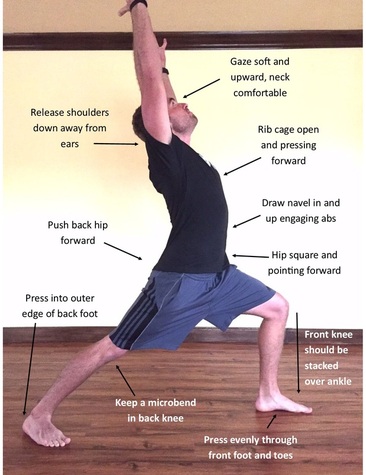 Gaze soft and
upward, neck
comfortable
Release shoulders
down away from
ears
Rib cage open
and pressing
forward
Draw navel in and
up engaging abs
Push back hip
forward
Hip square and
pointing forward
Press into outer
edge of back foot
Front knee
should be
stacked
over ankle
Keep a microbend
in back knee
Press evenly through
front foot and toes